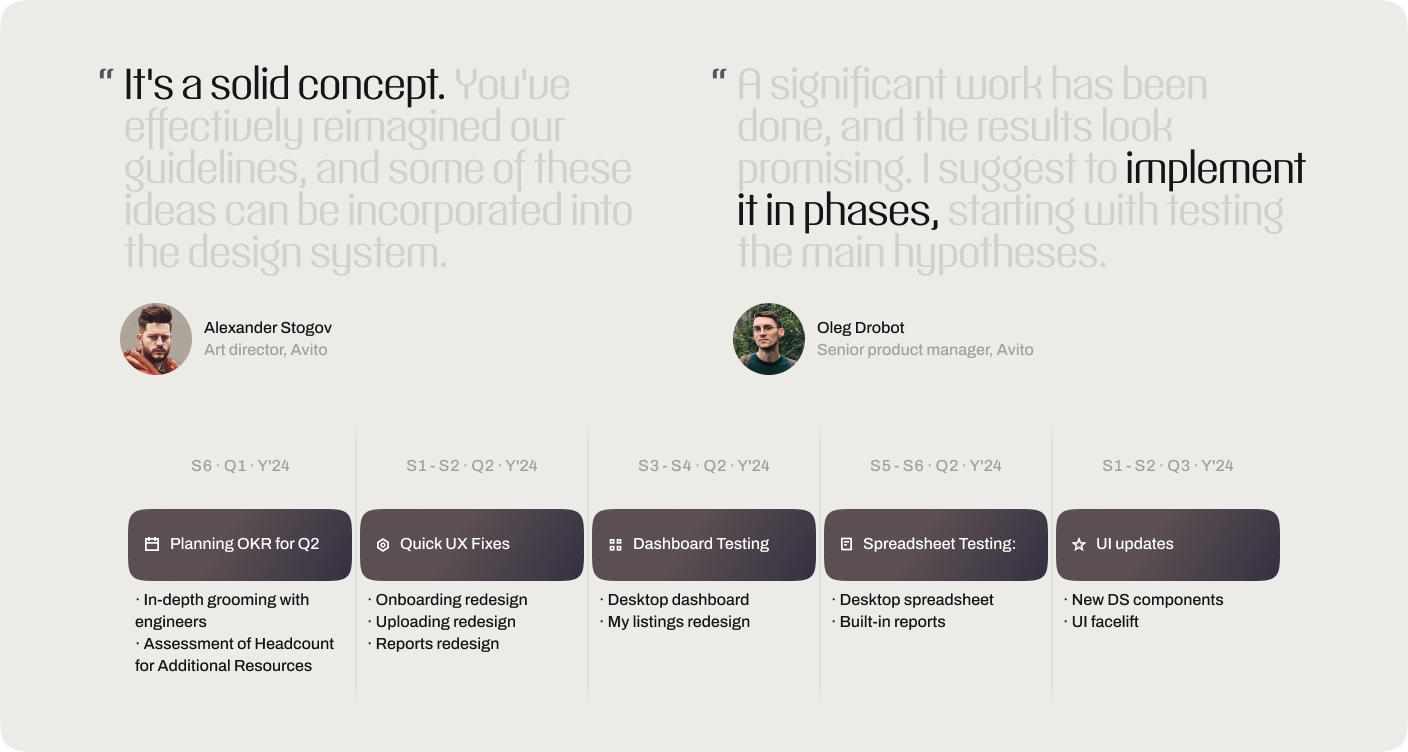 “ It's a solid concept. You've
effectively reimagined our
guidelines, and some of these
ideas can be incorporated into
the design system.
Alexander Stogov
Art director, Avito
“ A significant work has been
done, and the results look
promising. I suggest to implement
it in phases, starting with testing
the main hypotheses.
Oleg Drobot
Senior product manager, Avito
S6 · Q1 · Y'24
Planning OKR for Q2
· In-depth grooming with
engineers
· Assessment of Headcount
for Additional Resources
S1 - S2 · Q2 · Y'24
Quick UX Fixes
· Onboarding redesign
· Uploading redesign
· Reports redesign
S3 - S4 · Q2 · Y'24
Dashboard Testing
· Desktop dashboard
· My listings redesign
S5 - S6 · Q2 · Y'24
Spreadsheet Testing:
· Desktop spreadsheet
· Built-in reports
S1 - S2 · Q3 · Y'24
UI updates
· New DS components
· UI facelift